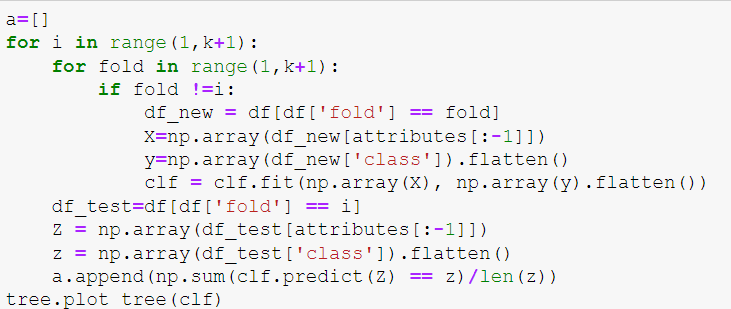 a=[]
for i in range(1,k+1):
    for fold in range(1,k+1):
        if fold !=i:
            df_new = df[df['fold'] == fold]
            X=np.array(df_new[attributes[:-1]])
            y=np.array(df_new['class']).flatten()
            clf = clf.fit(np.array(X), np.array(y).flatten())
    df_test=df[df['fold'] == i]
    Z = np.array(df_test[attributes[:-1]])
    z = np.array(df_test['class']).flatten()
    a.append(np.sum(clf.predict(Z) == z)/len(z))
tree.plot_tree(clf)